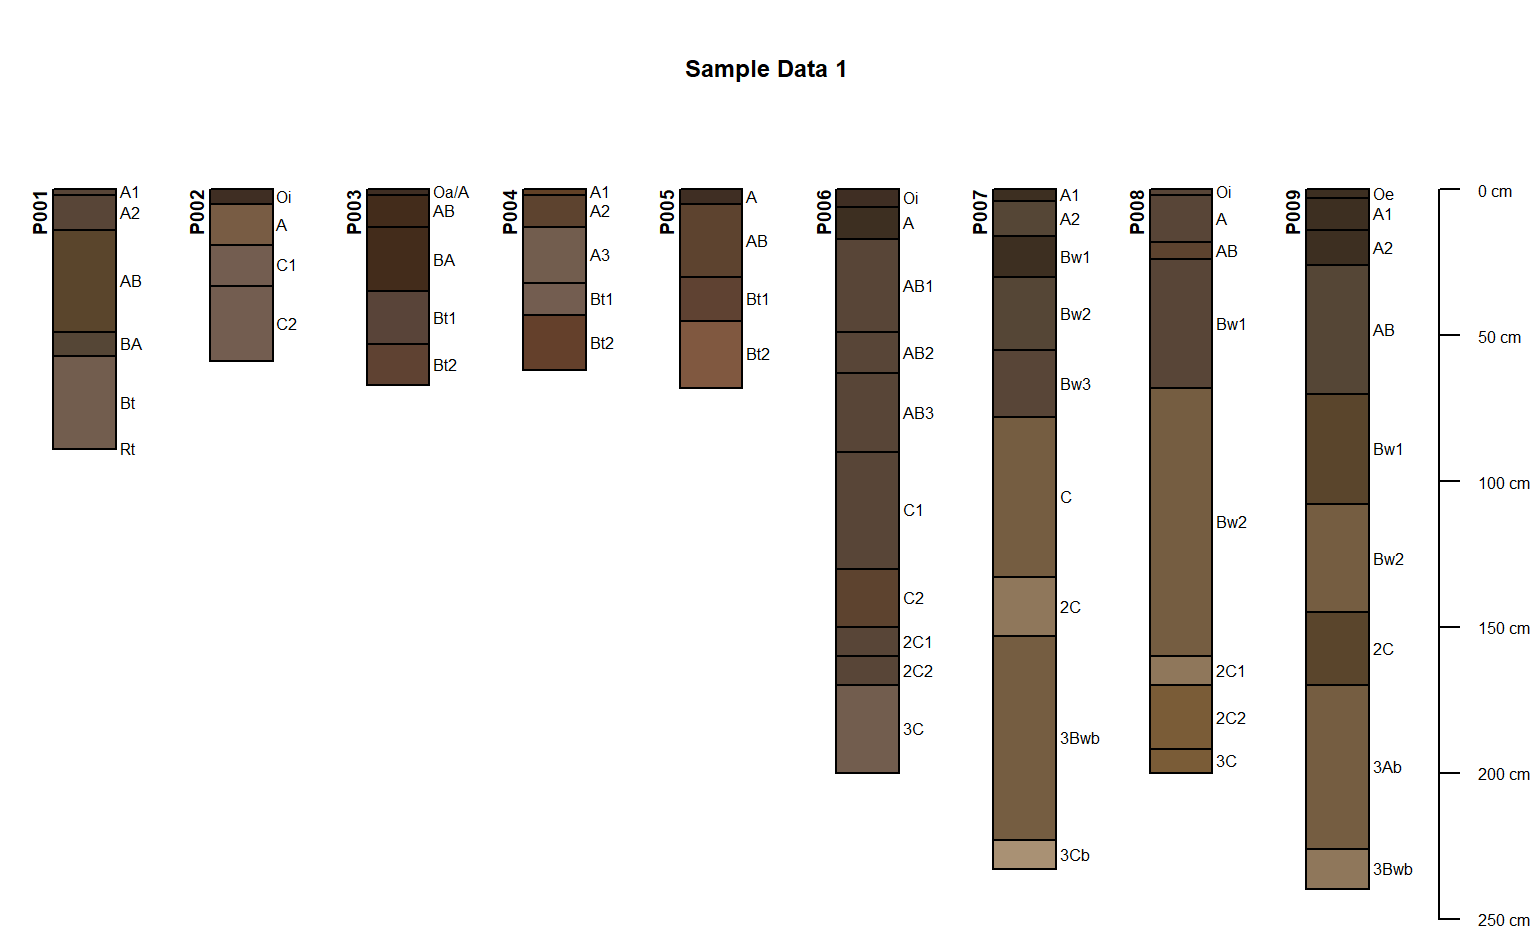 Sample Data 1
P001
A1
A2
AB
BA
Bt
Rt
P002
Oi
A
C1
C2
P003
Oa/A
AB
BA
Bt1
Bt2
P004
A1
A2
A3
Bt1
Bt2
P005
A
AB
Bt1
Bt2
P006
Oi
A
AB1
AB2
AB3
C1
C2
2C1
2C2
3C
P007
A1
A2
Bw1
Bw2
Bw3
C
2C
3Bwb
3Cb
P008
Oi
A
AB
Bw1
Bw2
2C1
2C2
3C
P009
Oe
A1
A2
AB
Bw1
Bw2
2C
3Ab
3Bwb
0 cm
50 cm
100 cm
150 cm
200 cm
250 cm